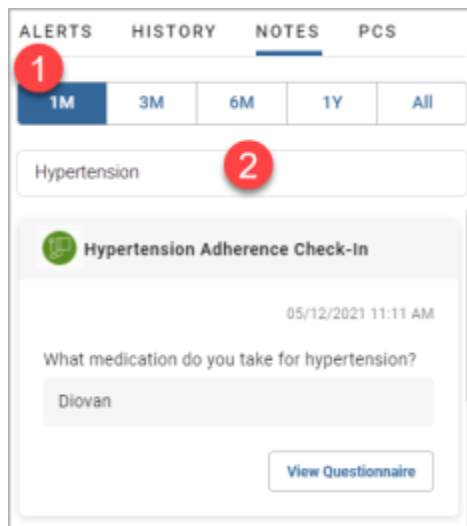 ALERTS HISTORY NOTES PCS
1
1M 3M 6M 1Y All
Hypertension 2
Hypertension Adherence Check-In
05/12/2021 11:11 AM
What medication do you take for hypertension?
Diovan
View Questionnaire